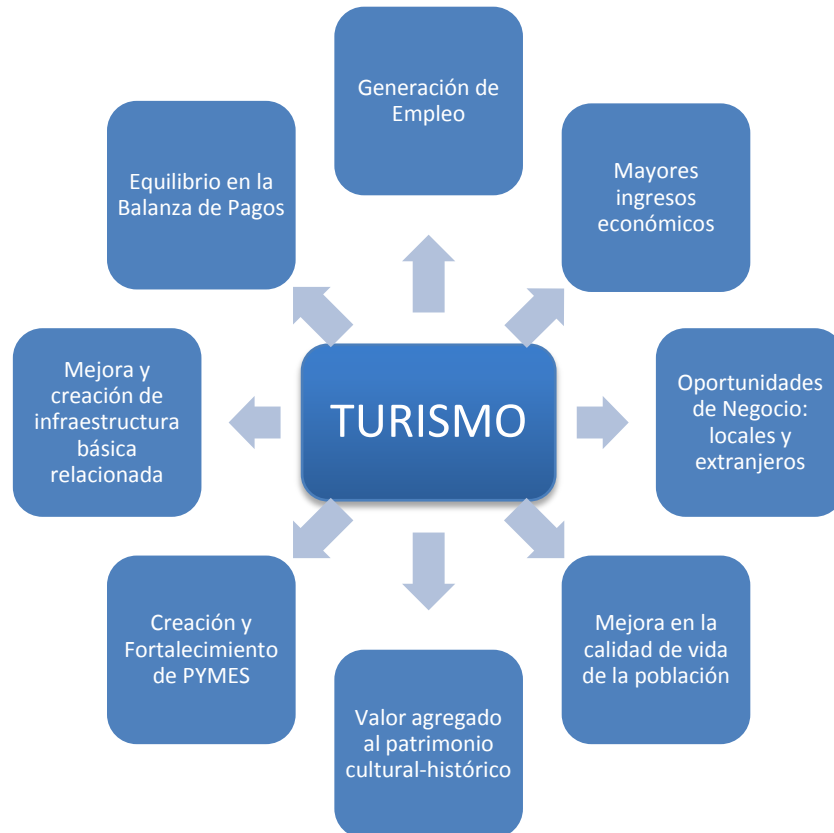 Generación de
Empleo
Mayores
ingresos
económicos
Oportunidades
de Negocio:
locales y
extranjeros
Mejora en la
calidad de vida
de la población
Valor agregado
al patrimonio
cultural-histórico
Creación y
Fortalecimiento
de PYMES
Mejora y
creación de
infraestructura
básica
relacionada
Equilibrio en la
Balanza de Pagos
TURISMO